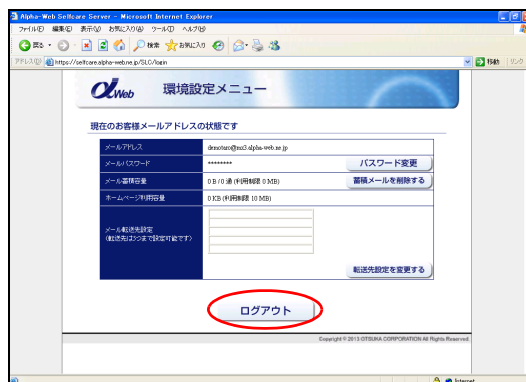 Alpha-Web Selfcare Server - Microsoft Internet Explorer
ファイル(F) 編集(E) 表示(V) お気に入り(A) ツール(T) ヘルプ(H)
戻る 検索 お気に入り
アドレス(D) https://selfcare.alpha-web.ne.jp/SLC/login 移動 リンク
αWeb 環境設定メニュー
現在のお客様メールアドレスの状態です
メールアドレス demotaro@mx3.alpha-web.ne.jp
メールパスワード ******** パスワード変更
メール蓄積容量 0 B / 0 通 (利用制限 0 MB) 蓄積メールを削除する
ホームページ利用容量 0 KB (利用制限 10 MB)
メール転送先設定
(転送先は5つまで設定可能です)
転送先設定を変更する
ログアウト
Copyright © 2013 OTSUKA CORPORATION All Rights Reserved.
Internet